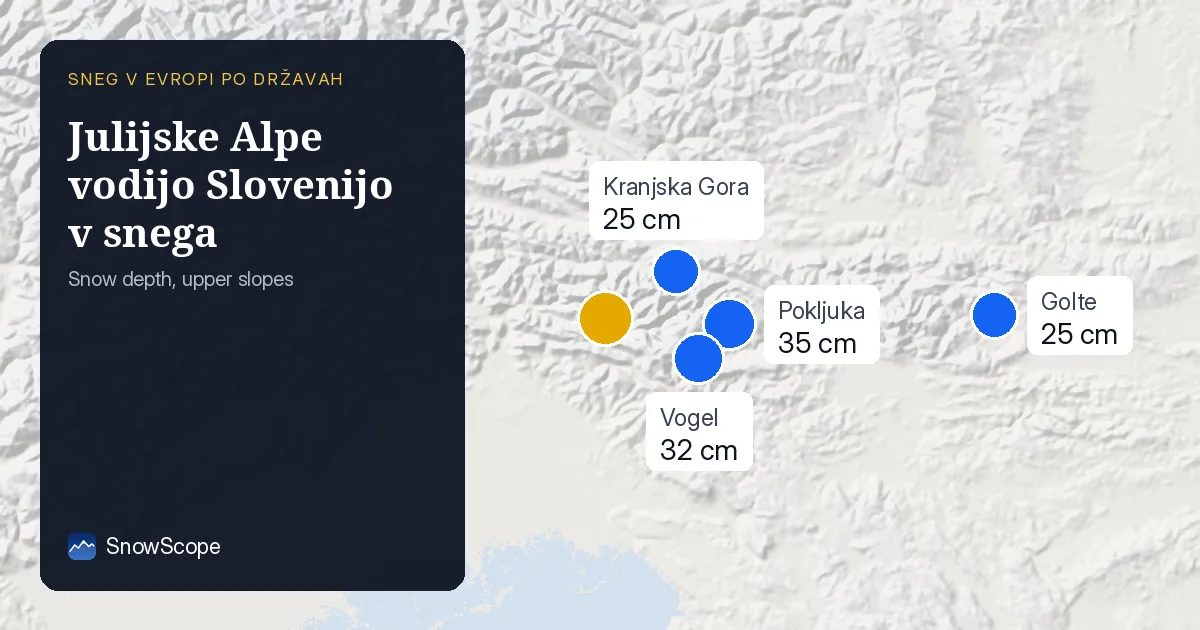 SNEG V EVROPI PO DRŽAVAH
Julijske Alpe
vodijo Slovenijo
v snega
Snow depth, upper slopes
Kranjska Gora
25 cm
Pokljuka
35 cm
Golte
25 cm
Vogel
32 cm
SnowScope